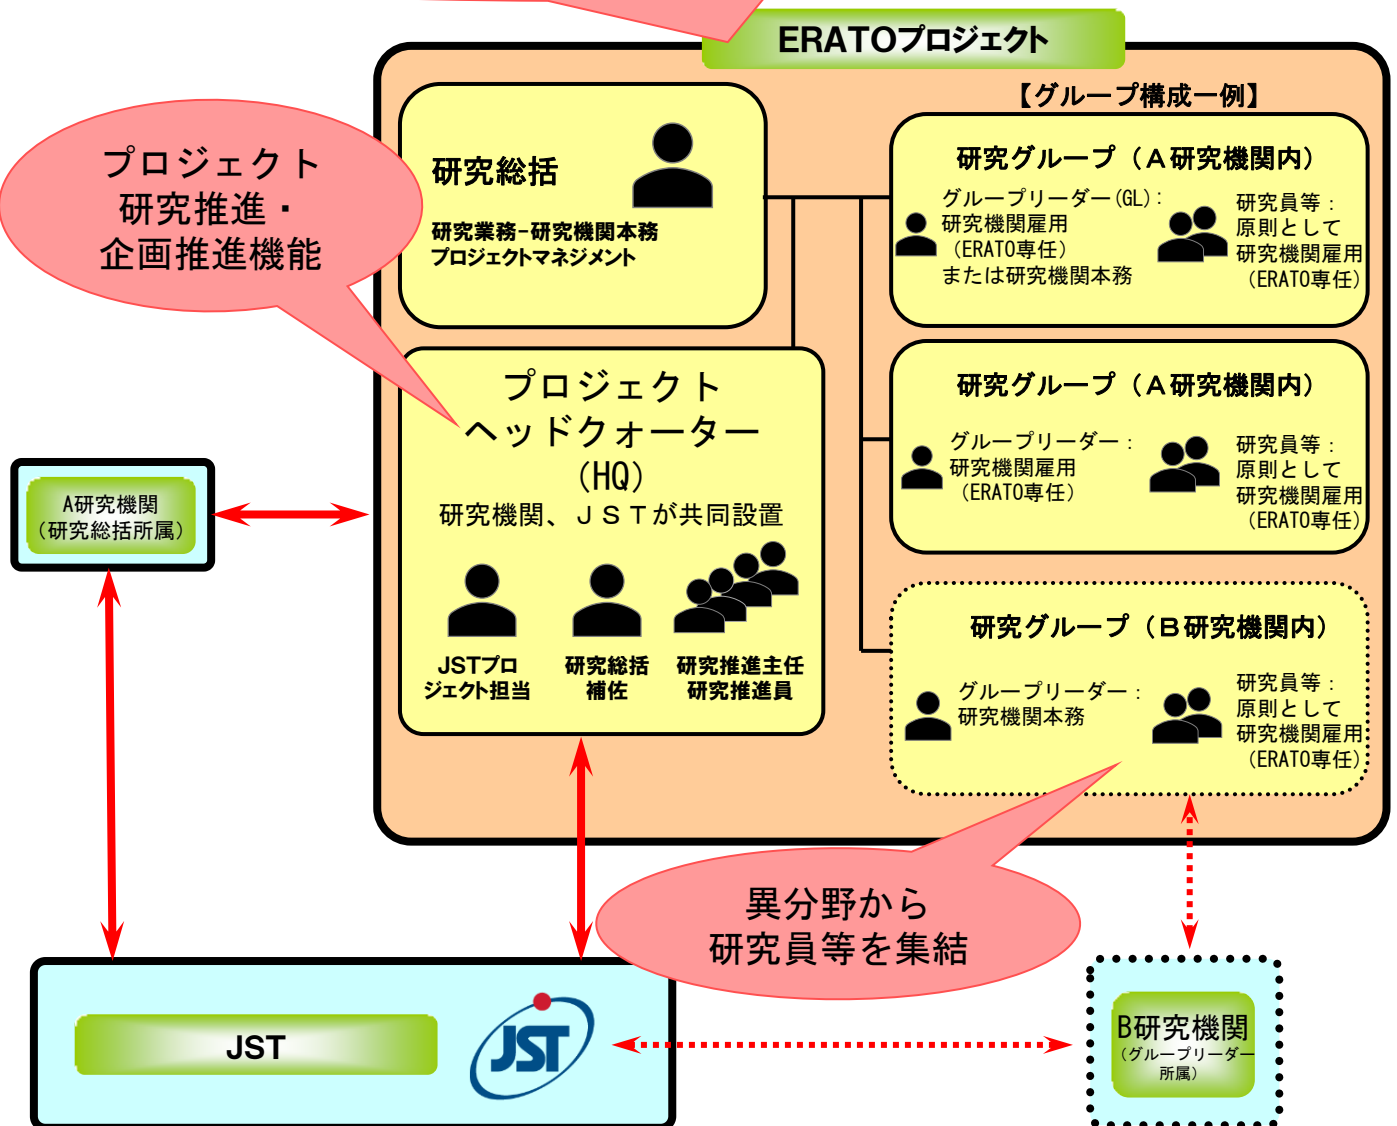 ERATOプロジェクト
【グループ構成一例】
プロジェクト
研究推進・
企画推進機能
研究総括
研究業務-研究機関本務
プロジェクトマネジメント
研究グループ（Ａ研究機関内）
グループリーダー(GL)：
研究機関雇用
（ERATO専任）
または研究機関本務
研究員等：
原則として
研究機関雇用
（ERATO専任）
プロジェクト
ヘッドクォーター
（HQ）
研究機関、ＪＳＴが共同設置
JSTプロ
ジェクト担当
研究総括
補佐
研究推進主任
研究推進員
研究グループ（Ａ研究機関内）
グループリーダー：
研究機関雇用
（ERATO専任）
研究員等：
原則として
研究機関雇用
（ERATO専任）
A研究機関
（研究総括所属）
研究グループ（Ｂ研究機関内）
グループリーダー：
研究機関本務
研究員等：
原則として
研究機関雇用
（ERATO専任）
異分野から
研究員等を集結
JST
JST
B研究機関
（グループリーダー
所属）